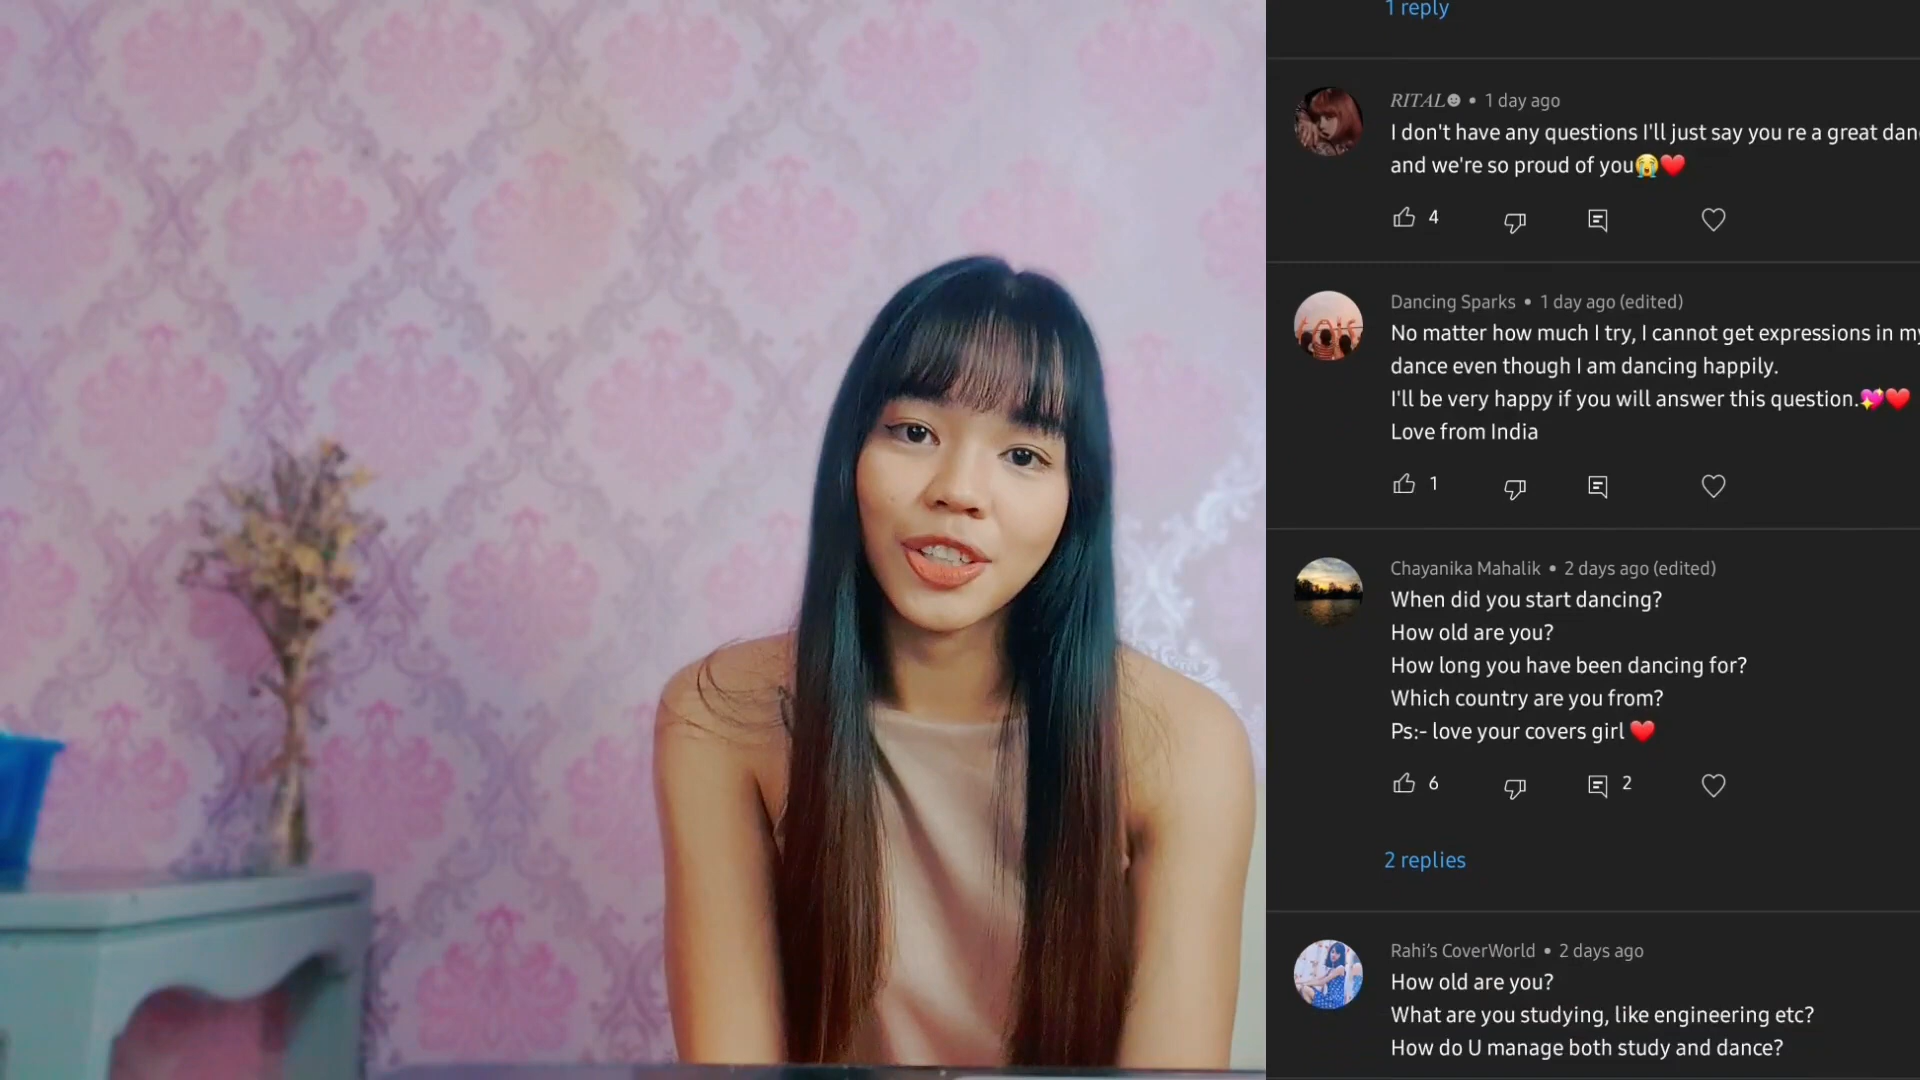 1 reply
RITAL☻ • 1 day ago
I don't have any questions I'll just say you re a great
and we're so proud of you😭❤️
4
Dancing Sparks • 1 day ago (edited)
No matter how much I try, I cannot get expressions in
dance even though I am dancing happily.
I'll be very happy if you will answer this question.💖❤️
Love from India
1
Chayanika Mahalik • 2 days ago (edited)
When did you start dancing?
How old are you?
How long you have been dancing for?
Which country are you from?
Ps:- love your covers girl ❤️
6
2
2 replies
Rahi's CoverWorld • 2 days ago
How old are you?
What are you studying, like engineering etc?
How do U manage both study and dance?